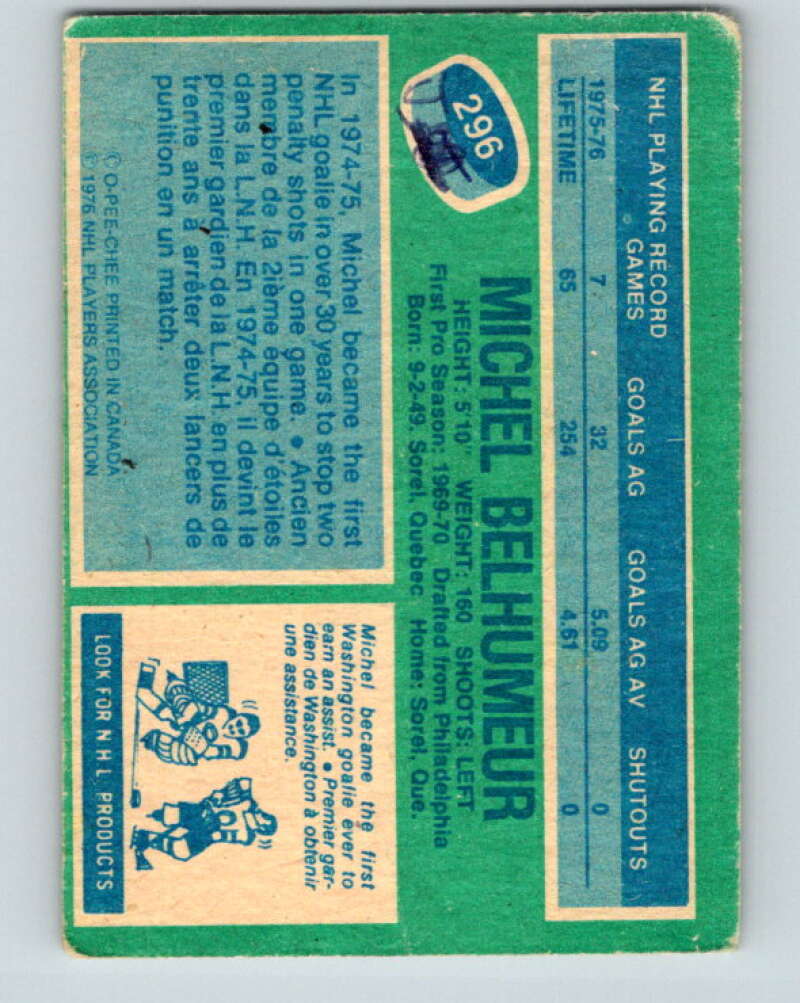 NHL PLAYING RECORD
GAMES GOALS AG GOALS AG AV SHUTOUTS
1975-76 7 32 5.09 0
LIFETIME 65 254 4.61 0
296
MICHEL BELHUMEUR
HEIGHT: 5'10" WEIGHT: 160 SHOOTS: LEFT
First Pro Season: 1969-70 Drafted from Philadelphia
Born: 9-2-49, Sorel, Quebec Home: Sorel, Que.
In 1974-75, Michel became the first
NHL goalie in over 30 years to stop two
penalty shots in one game. • Ancien
membre de la 2ième équipe d'étoiles
dans la L.N.H. En 1974-75, il devint le
premier gardien de la L.N.H. en plus de
trente ans à arrêter deux lancers de
punition en un match.
© O-PEE-CHEE PRINTED IN CANADA
© 1976 NHL PLAYERS ASSOCIATION
Michel became the first
Washington goalie ever to
earn an assist. • Premier gar-
dien de Washington à obtenir
une assistance.
LOOK FOR N.H.L. PRODUCTS